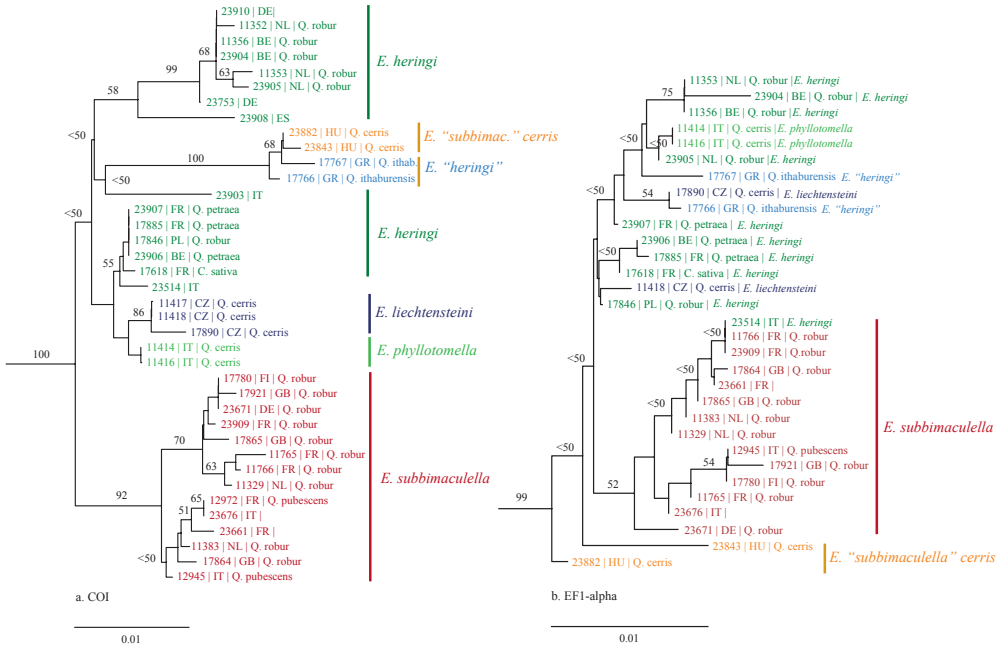 23910 | DE|
11352 | NL | Q. robur
11356 | BE | Q. robur
68
23904 | BE | Q. robur
E. heringi
99
63
11353 | NL | Q. robur
23905 | NL | Q. robur
58
23753 | DE
23908 | ES
<50
23882 | HU | Q. cerris
E. “subbimac.” cerris
68
23843 | HU | Q. cerris
100
17767 | GR | Q. ithab.
E. “heringi”
17766 | GR | Q. ithaburensis
<50
23903 | IT
<50
23907 | FR | Q. petraea
17885 | FR | Q. petraea
E. heringi
17846 | PL | Q. robur
23906 | BE | Q. petraea
55
17618 | FR | C. sativa
23514 | IT
11417 | CZ | Q. cerris
86
11418 | CZ | Q. cerris
E. liechtensteini
17890 | CZ | Q. cerris
11414 | IT | Q. cerris
E. phyllotomella
100
11416 | IT | Q. cerris
17780 | FI | Q. robur
17921 | GB | Q. robur
23671 | DE | Q. robur
23909 | FR | Q. robur
70
17865 | GB | Q. robur
11765 | FR | Q. robur
63
11766 | FR | Q. robur
E. subbimaculella
11329 | NL | Q. robur
92
65
12972 | FR | Q. pubescens
51
23676 | IT |
23661 | FR |
11383 | NL | Q. robur
<50
17864 | GB | Q. robur
12945 | IT | Q. pubescens
a. COI
0.01
11353 | NL | Q. robur | E. heringi
75
23904 | BE | Q. robur | E. heringi
11356 | BE | Q. robur | E. heringi
<50
11414 | IT | Q. cerris | E. phyllotomella
<50
11416 | IT | Q. cerris | E. phyllotomella
23905 | NL | Q. robur | E. heringi
<50
17767 | GR | Q. ithaburensis E. “heringi”
54
17890 | CZ | Q. cerris | E. liechtensteini
17766 | GR | Q. ithaburensis E. “heringi”
23907 | FR | Q. petraea | E. heringi
<50
23906 | BE | Q. petraea | E. heringi
17885 | FR | Q. petraea | E. heringi
17618 | FR | C. sativa | E. heringi
11418 | CZ | Q. cerris | E. liechtensteini
17846 | PL | Q. robur | E. heringi
23514 | IT | E. heringi
<50
11766 | FR | Q. robur
23909 | FR | Q.robur
<50
17864 | GB | Q. robur
23661 | FR |
<50
17865 | GB | Q. robur
11383 | NL | Q. robur
<50
11329 | NL | Q. robur
E. subbimaculella
<50
12945 | IT | Q. pubescens
54
17921 | GB | Q. robur
17780 | FI | Q. robur
52
11765 | FR | Q. robur
23676 | IT |
99
23671 | DE | Q. robur
23843 | HU | Q. cerris
E. “subbimaculella” cerris
23882 | HU | Q. cerris
b. EF1-alpha
0.01